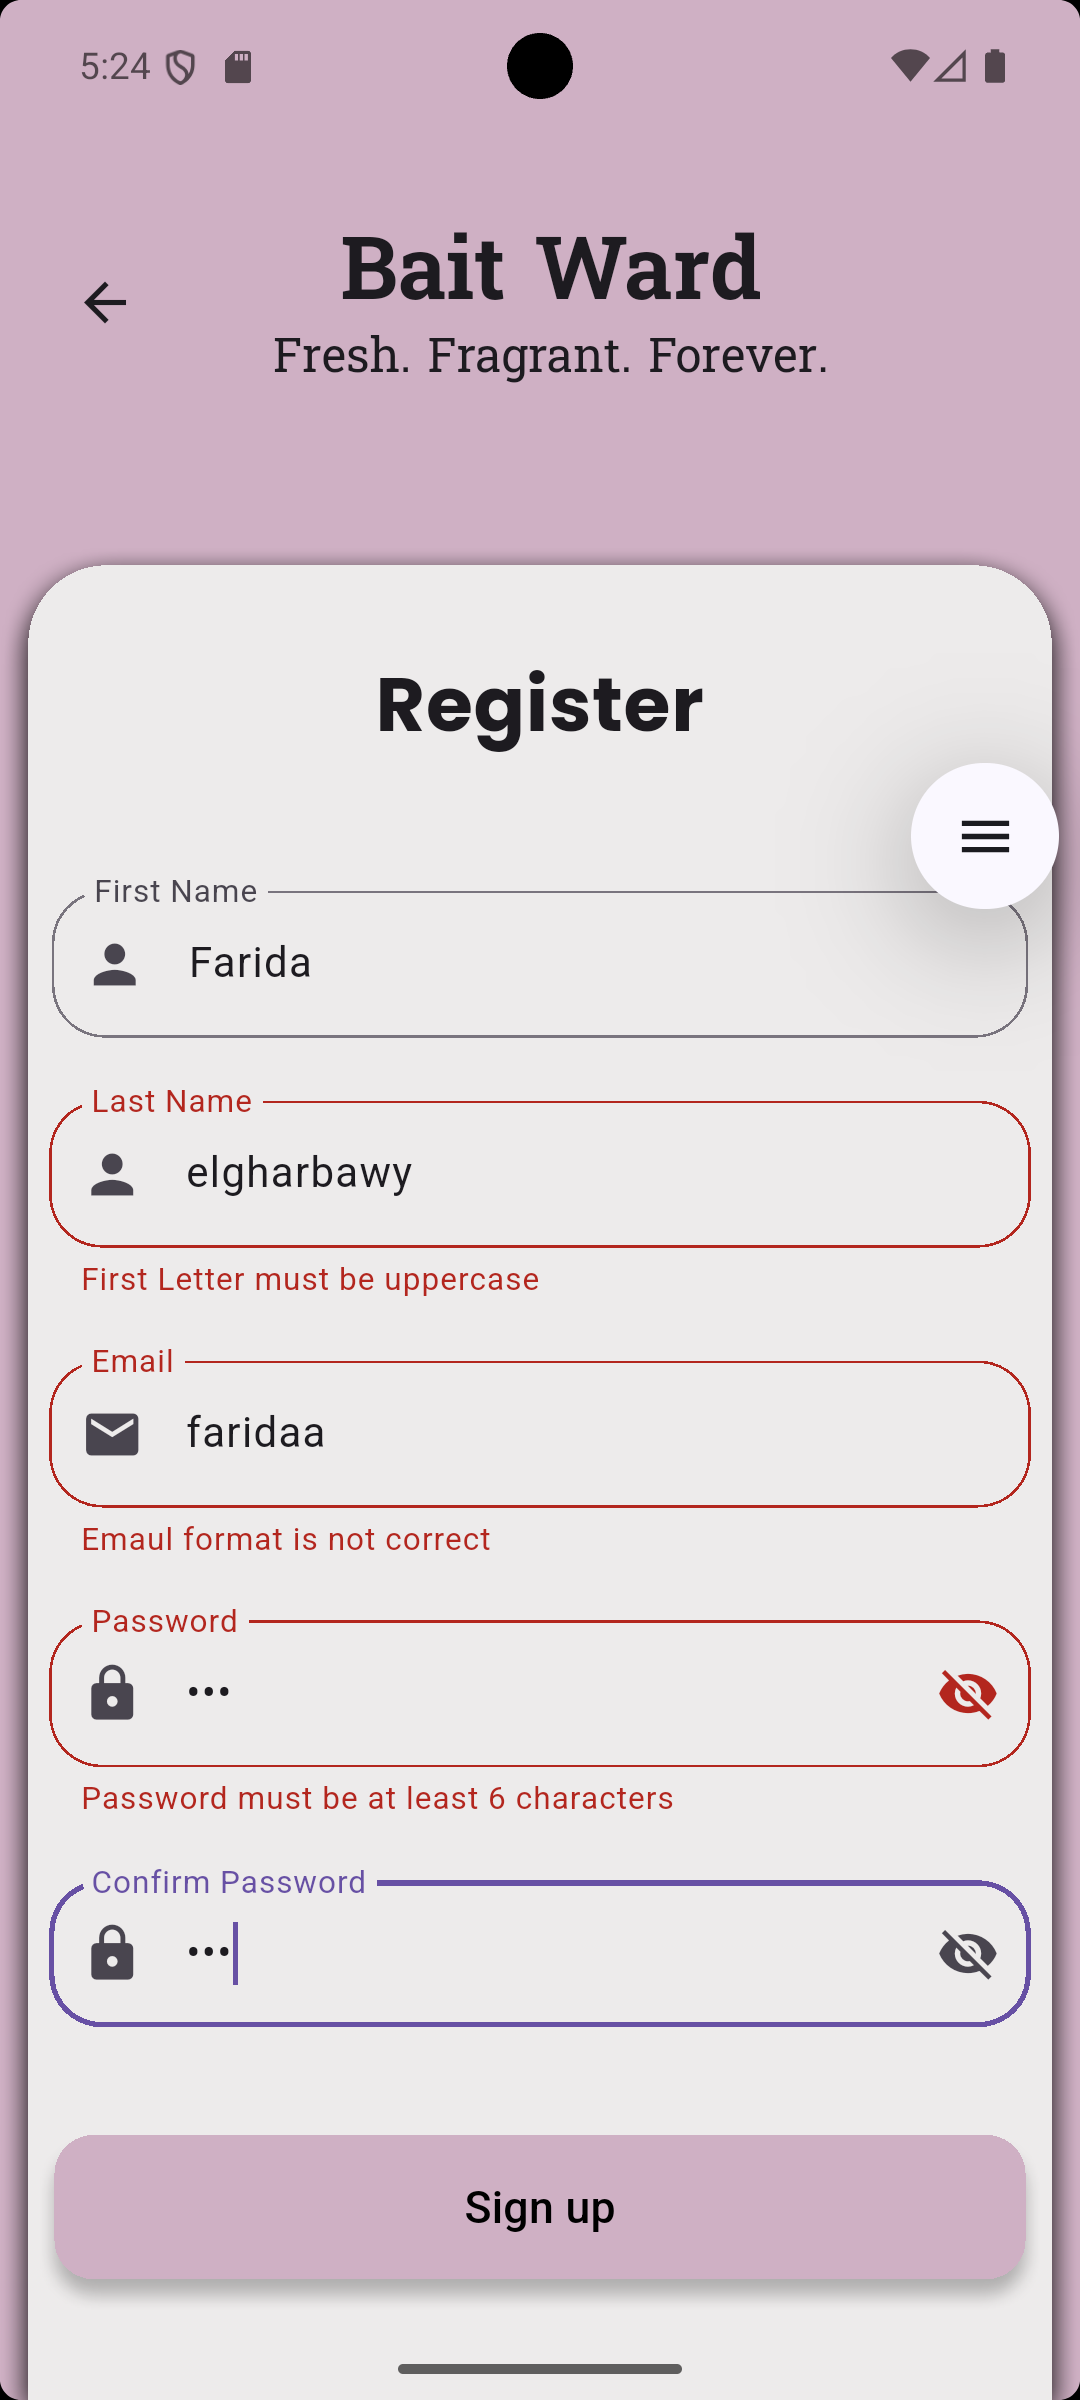 5:24
Bait Ward
Fresh. Fragrant. Forever.
Register
First Name
Farida
Last Name
elgharbawy
First Letter must be uppercase
Email
faridaa
Emaul format is not correct
Password
•••
Password must be at least 6 characters
Confirm Password
•••
Sign up